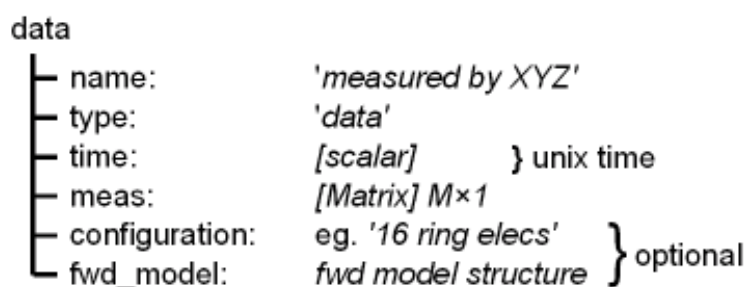 data
name: 'measured by XYZ'
type: 'data'
time: [scalar] } unix time
meas: [Matrix] M×1
configuration: eg. '16 ring elecs'
fwd_model: fwd model structure } optional